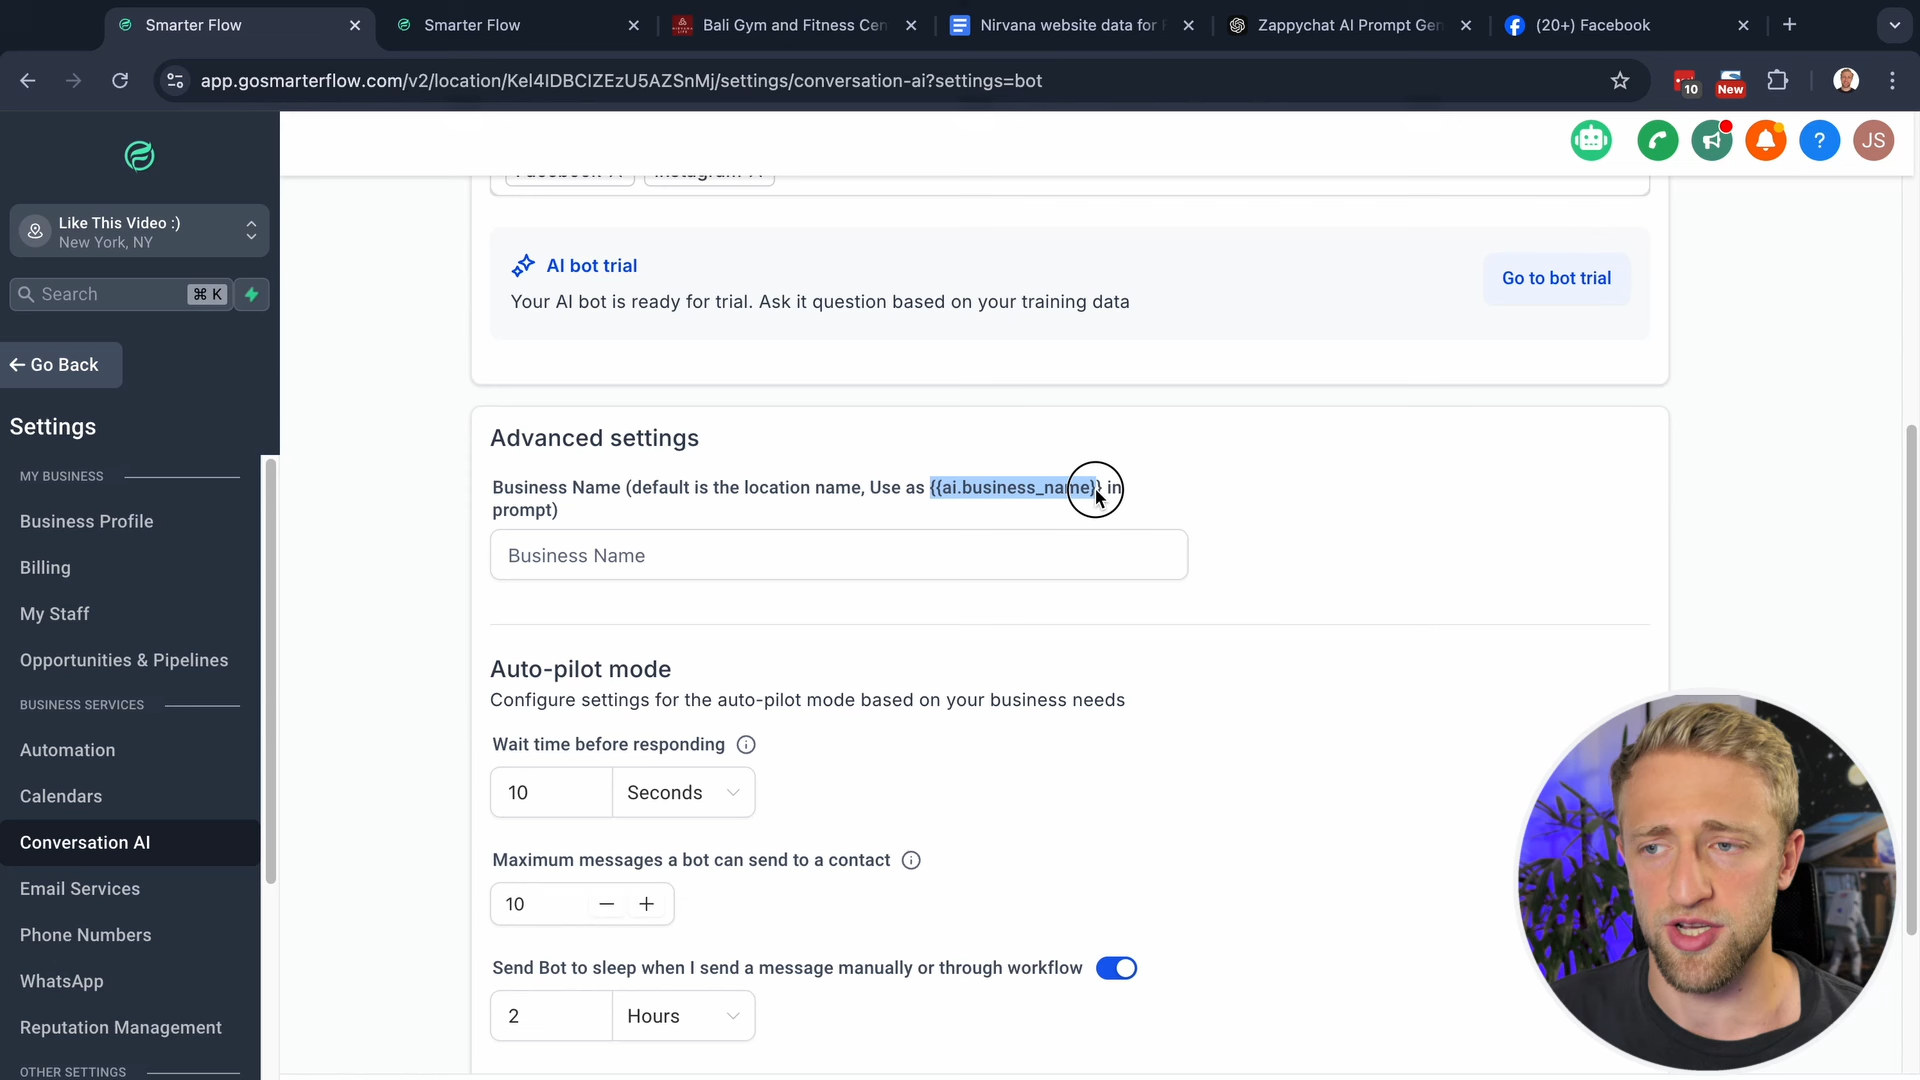 Smarter Flow
Smarter Flow
Bali Gym and Fitness Cen
Nirvana website data for
Zappychat AI Prompt Gen
(20+) Facebook
app.gosmarterflow.com/v2/location/Kel4IDBCIZEzU5AZSnMj/settings/conversation-ai?settings=bot
10
New
JS
Like This Video :)
New York, NY
Search
⌘ K
Go Back
Settings
MY BUSINESS
Business Profile
Billing
My Staff
Opportunities & Pipelines
BUSINESS SERVICES
Automation
Calendars
Conversation AI
Email Services
Phone Numbers
WhatsApp
Reputation Management
OTHER SETTINGS
AI bot trial
Your AI bot is ready for trial. Ask it question based on your training data
Go to bot trial
Advanced settings
Business Name (default is the location name, Use as {{ai.business_name}} in
prompt)
Business Name
Auto-pilot mode
Configure settings for the auto-pilot mode based on your business needs
Wait time before responding
10
Seconds
Maximum messages a bot can send to a contact
10
Send Bot to sleep when I send a message manually or through workflow
2
Hours